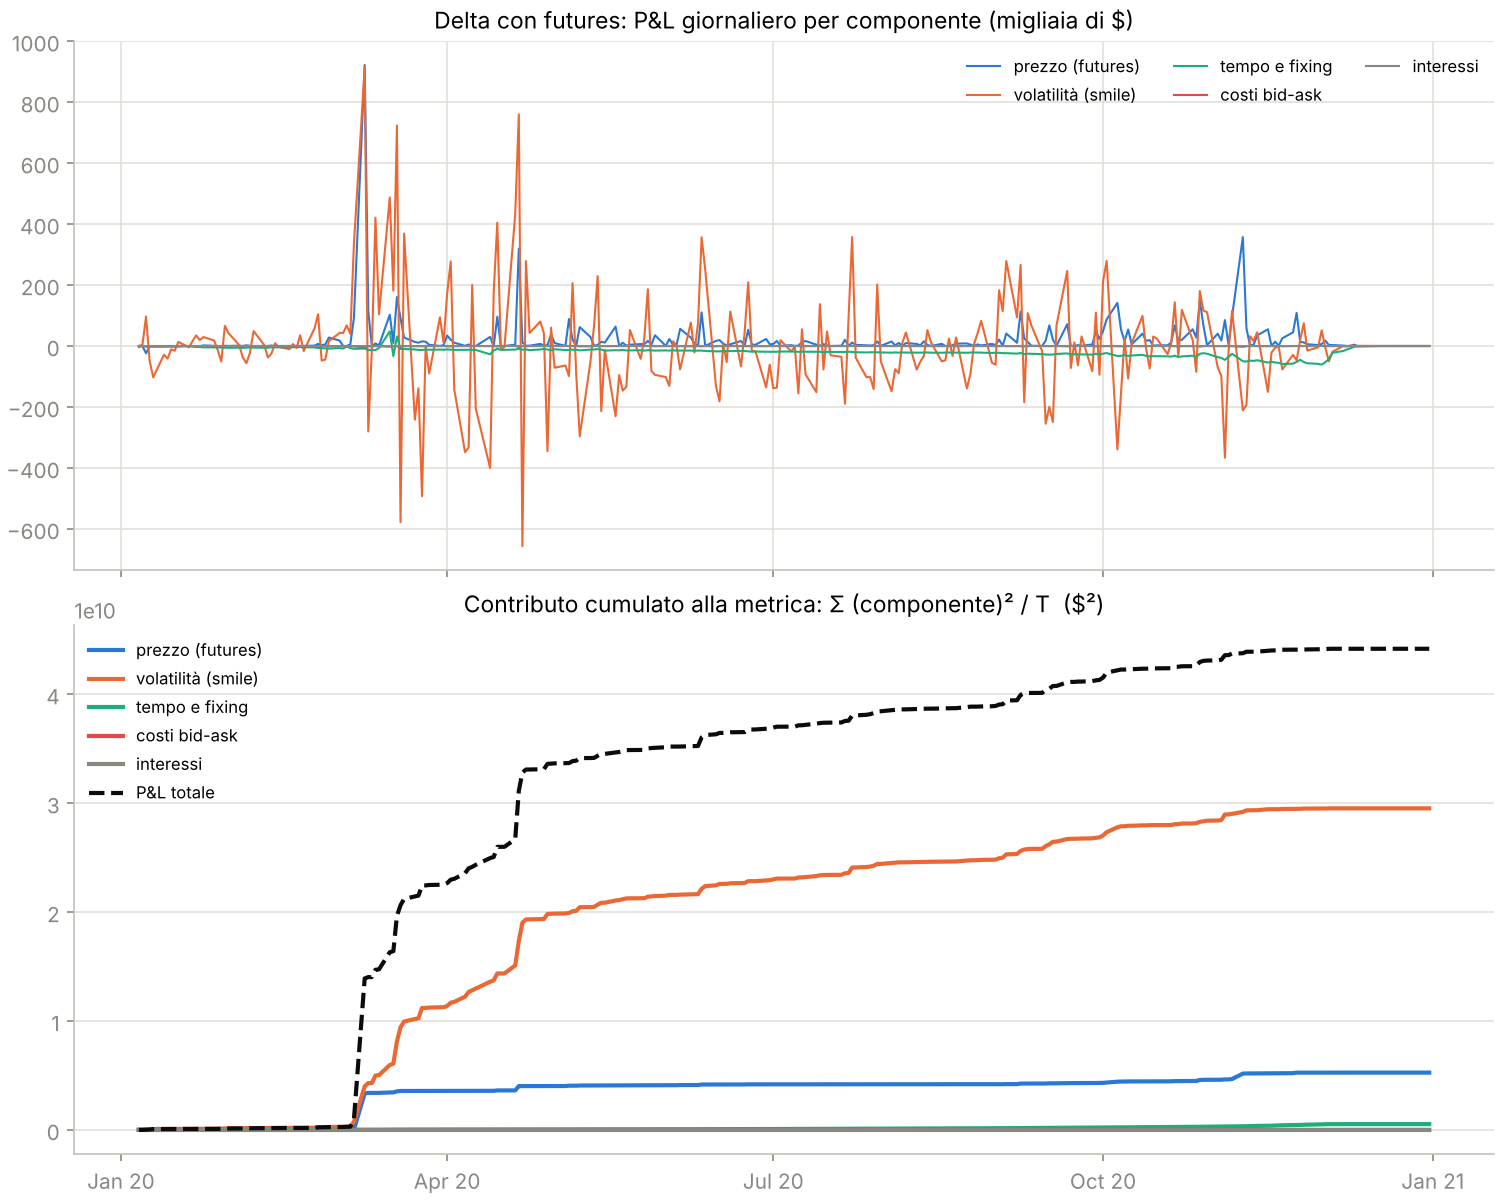 Delta con futures: P&L giornaliero per componente (migliaia di $)
1000
800
600
400
200
0
−200
−400
−600
prezzo (futures)
volatilità (smile)
tempo e fixing
costi bid-ask
interessi
Contributo cumulato alla metrica: Σ (componente)² / T ($²)
1e10
4
3
2
1
0
prezzo (futures)
volatilità (smile)
tempo e fixing
costi bid-ask
interessi
P&L totale
Jan 20
Apr 20
Jul 20
Oct 20
Jan 21